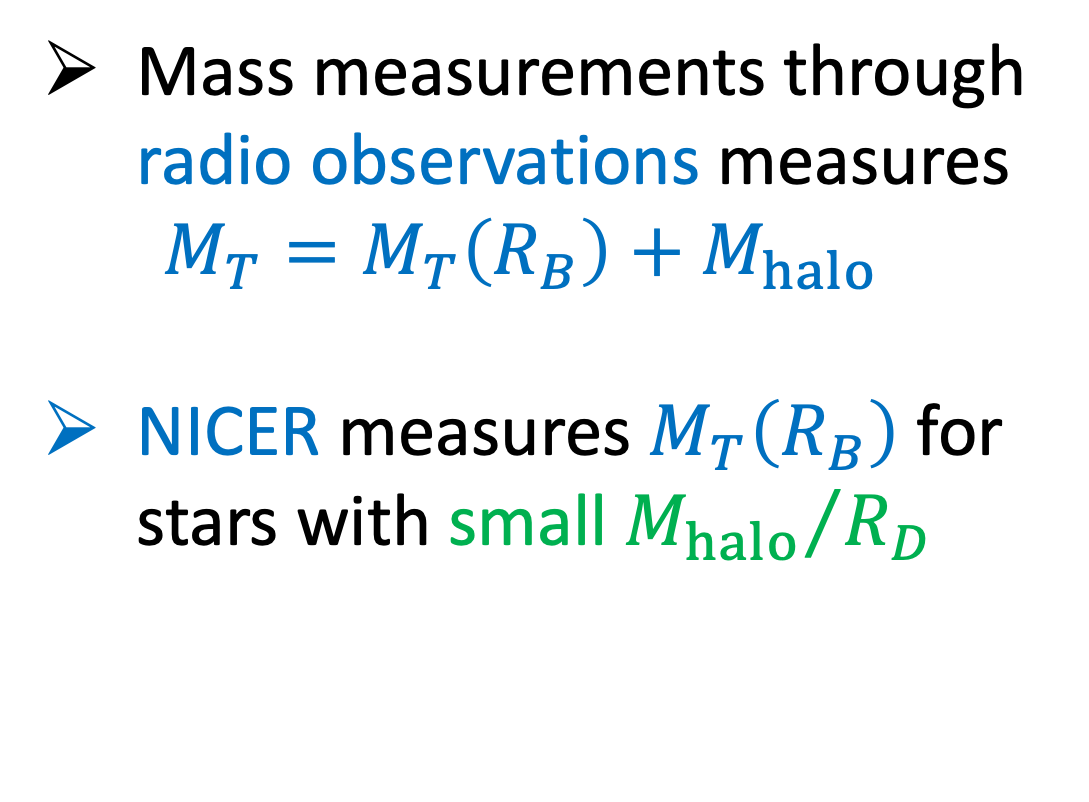 ➢ Mass measurements through
radio observations measures
𝑀_𝑇 = 𝑀_𝑇(𝑅_𝐵) + 𝑀_halo
➢ NICER measures 𝑀_𝑇(𝑅_𝐵) for
stars with small 𝑀_halo/𝑅_𝐷